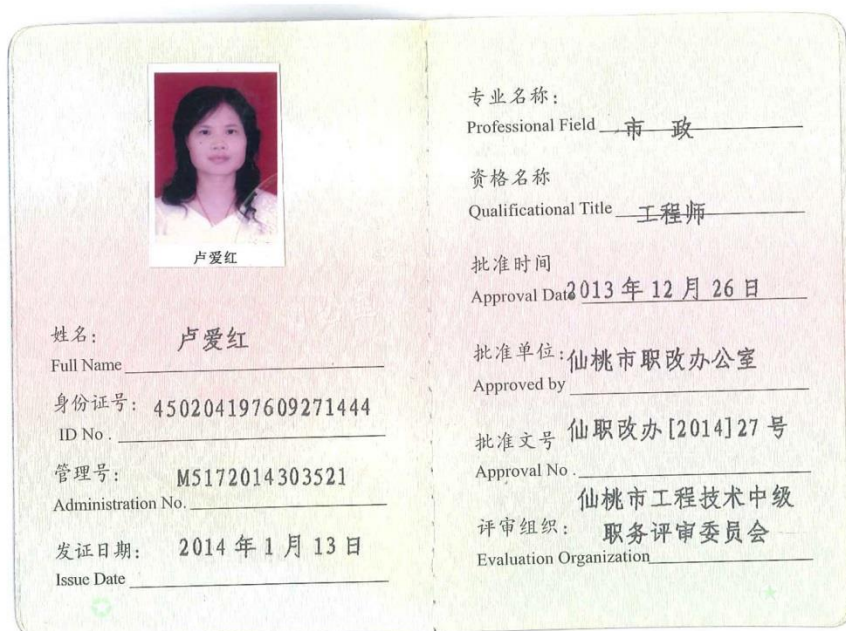 卢爱红
姓名: 卢爱红
Full Name
身份证号: 450204197609271444
ID No .
管理号: M5172014303521
Administration No.
发证日期: 2014 年 1 月 13 日
Issue Date
专业名称:
Professional Field 市 政
资格名称
Qualificational Title 工程师
批准时间
Approval Date 2013 年 12 月 26 日
批准单位: 仙桃市职改办公室
Approved by
批准文号 仙职改办[2014]27 号
Approval No .
仙桃市工程技术中级
评审组织: 职务评审委员会
Evaluation Organization